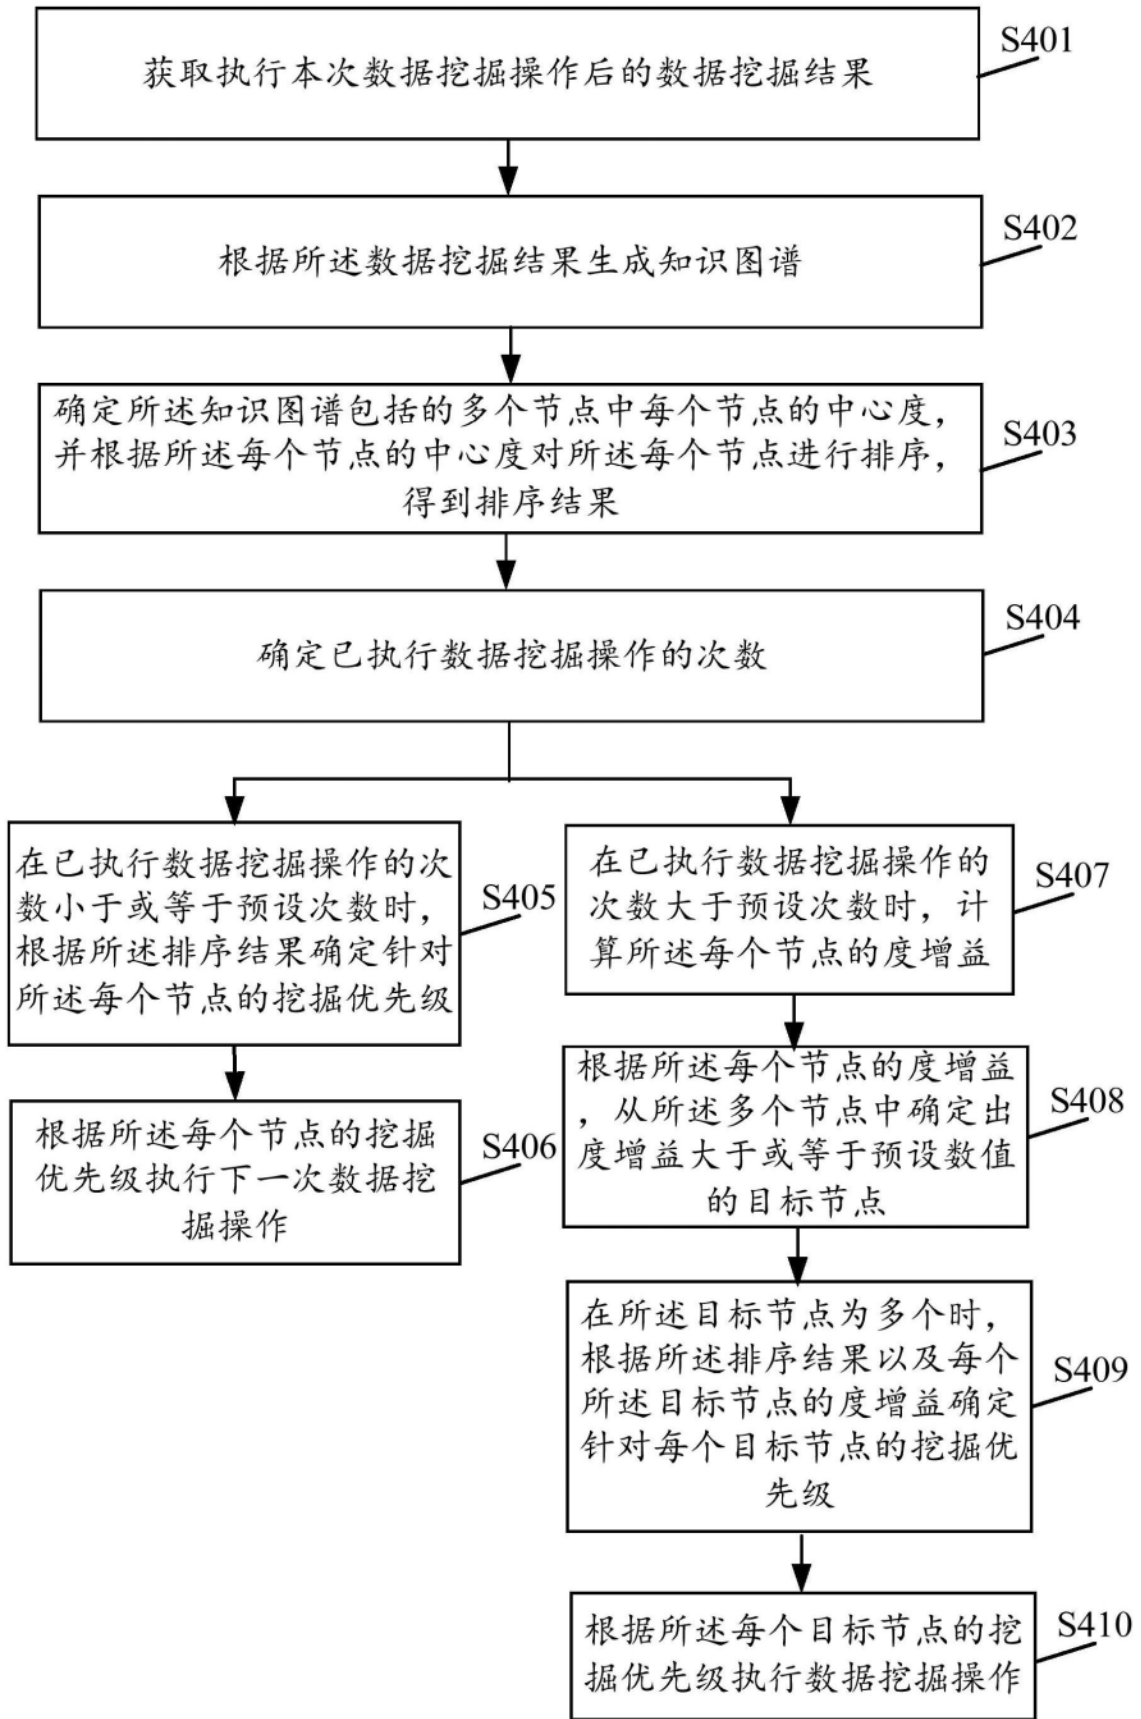 获取执行本次数据挖掘操作后的数据挖掘结果
S401
根据所述数据挖掘结果生成知识图谱
S402
确定所述知识图谱包括的多个节点中每个节点的中心度，
并根据所述每个节点的中心度对所述每个节点进行排序，
得到排序结果
S403
确定已执行数据挖掘操作的次数
S404
在已执行数据挖掘操作的次
数小于或等于预设次数时，
根据所述排序结果确定针对
所述每个节点的挖掘优先级
S405
根据所述每个节点的挖掘
优先级执行下一次数据挖
掘操作
S406
在已执行数据挖掘操作的
次数大于预设次数时，计
算所述每个节点的度增益
S407
根据所述每个节点的度增益
，从所述多个节点中确定出
度增益大于或等于预设数值
的目标节点
S408
在所述目标节点为多个时，
根据所述排序结果以及每个
所述目标节点的度增益确定
针对每个目标节点的挖掘优
先级
S409
根据所述每个目标节点的挖
掘优先级执行数据挖掘操作
S410